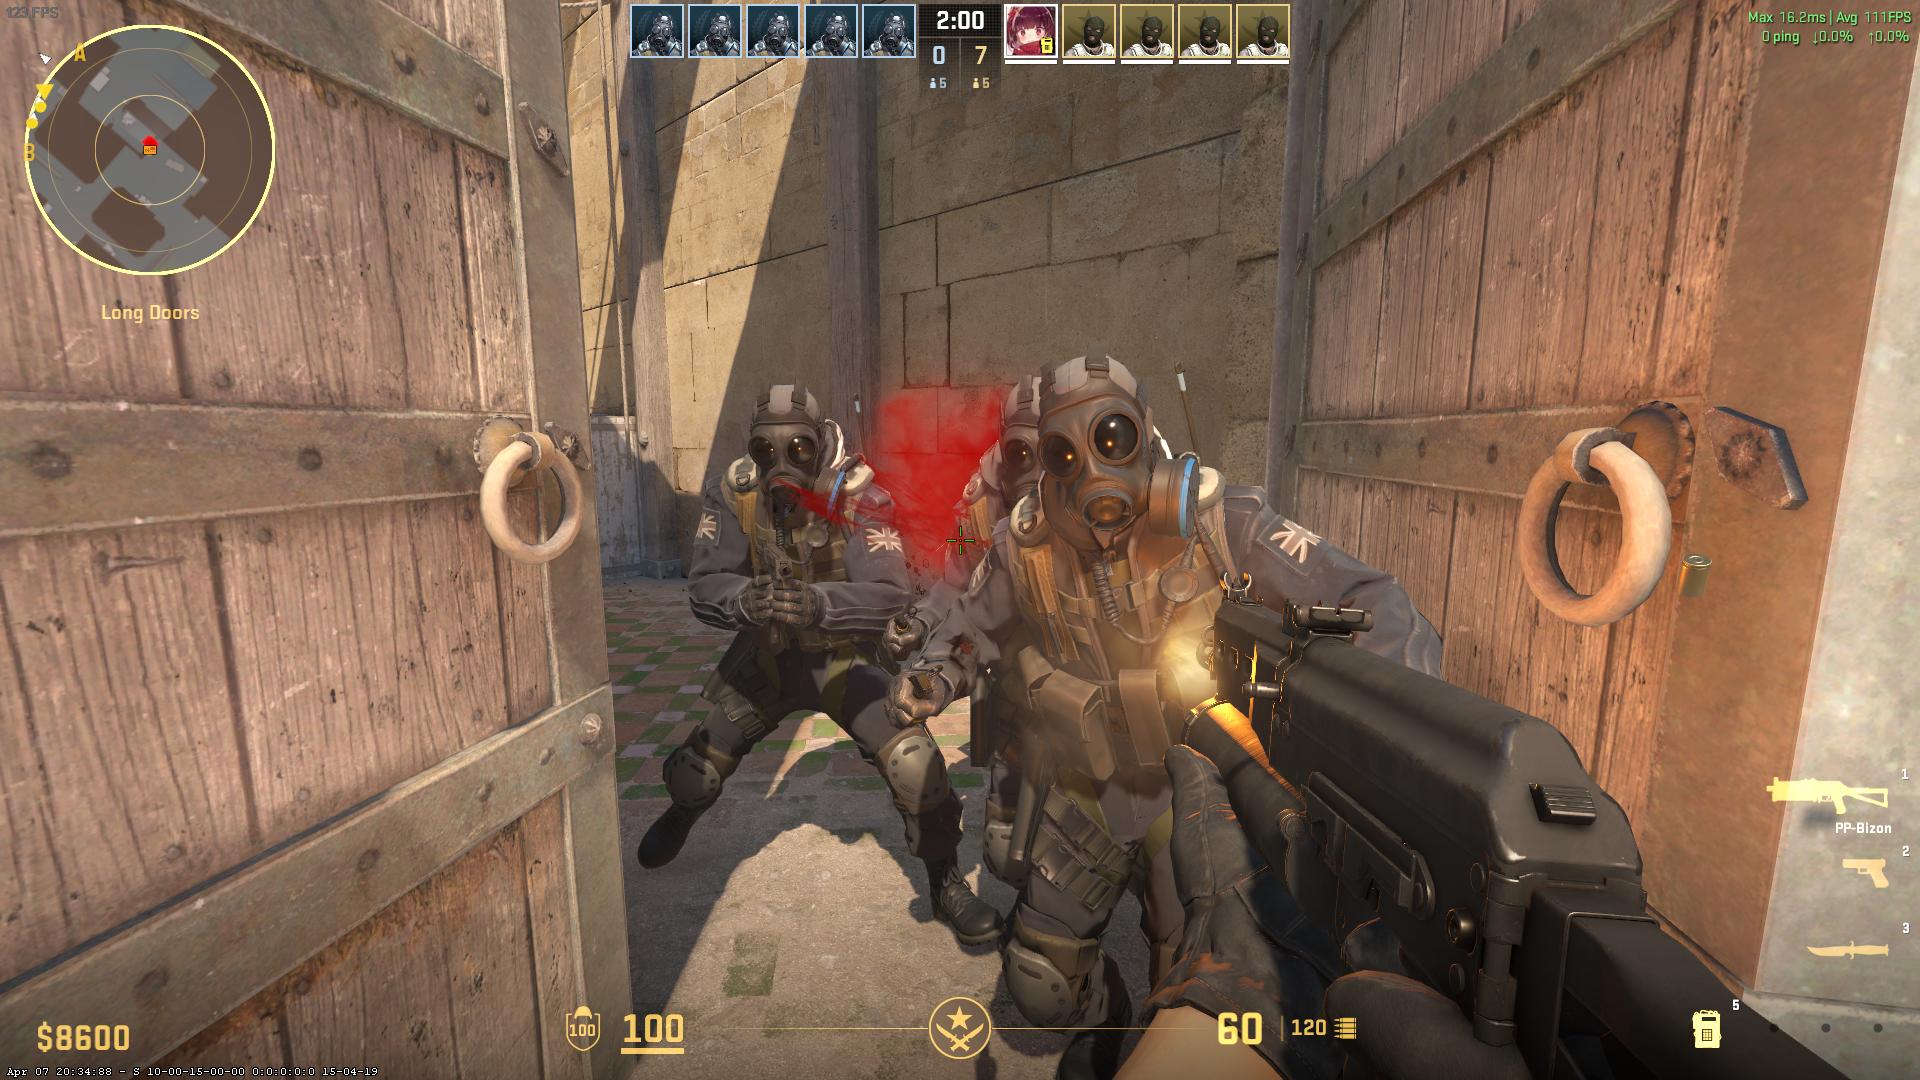 123 FPS
2:00
0 7
5 5
Max 16.2ms | Avg 111FPS
0 ping ↓0.0% ↑0.0%
A
B
Long Doors
1
PP-Bizon
2
3
5
$8600
100 100
60 | 120
Apr 07 20:34:88 - S 10-00-15-00-00 0:0:0:0:0 15-04-19